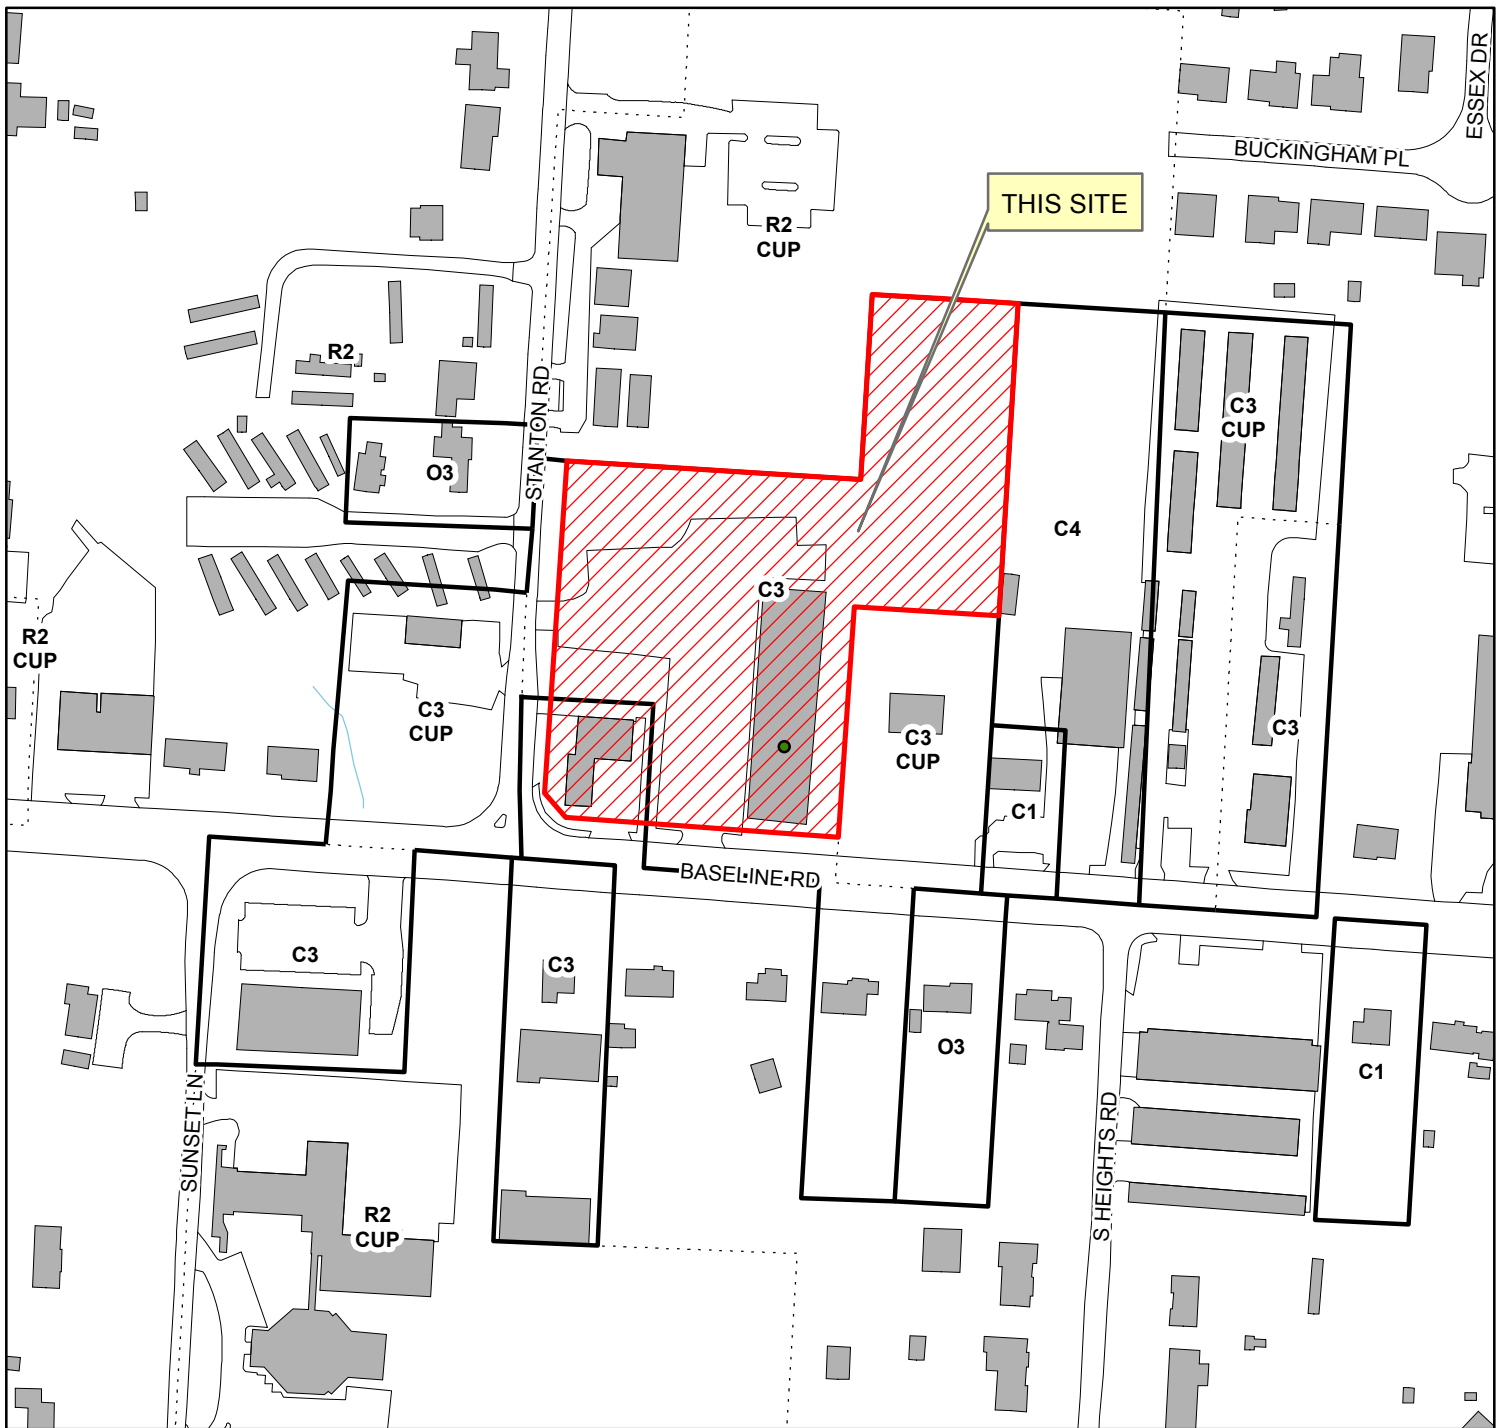 ESSEX DR
BUCKINGHAM PL
THIS SITE
R2
CUP
R2
STANTON RD
C3
CUP
O3
C4
C3
R2
CUP
C3
CUP
C3
CUP
C3
C1
BASELINE RD
C3
C3
O3
C1
SUNSET LN
S HEIGHTS RD
R2
CUP